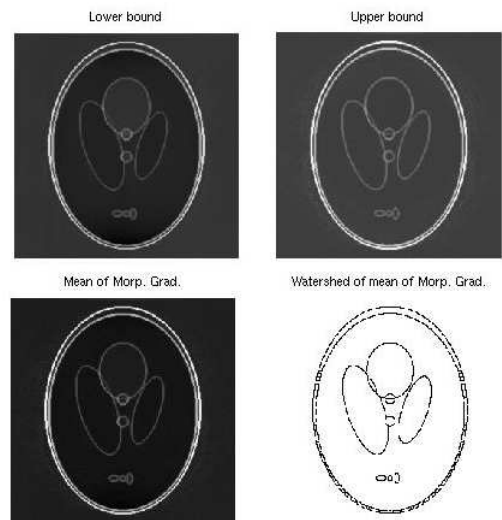 Lower bound
Upper bound
Mean of Morp. Grad.
Watershed of mean of Morp. Grad.